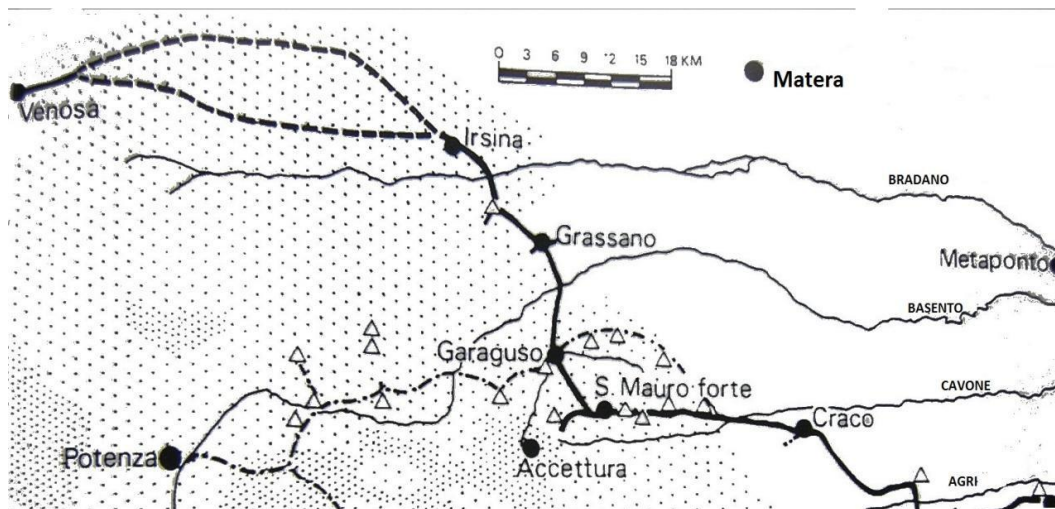 0 3 6 9 12 15 18 KM
Matera
Venosa
Irsina
BRADANO
Grassano
Metaponto
BASENTO
Garaguso
S. Mauro forte
CAVONE
Craco
Potenza
Accettura
AGRI